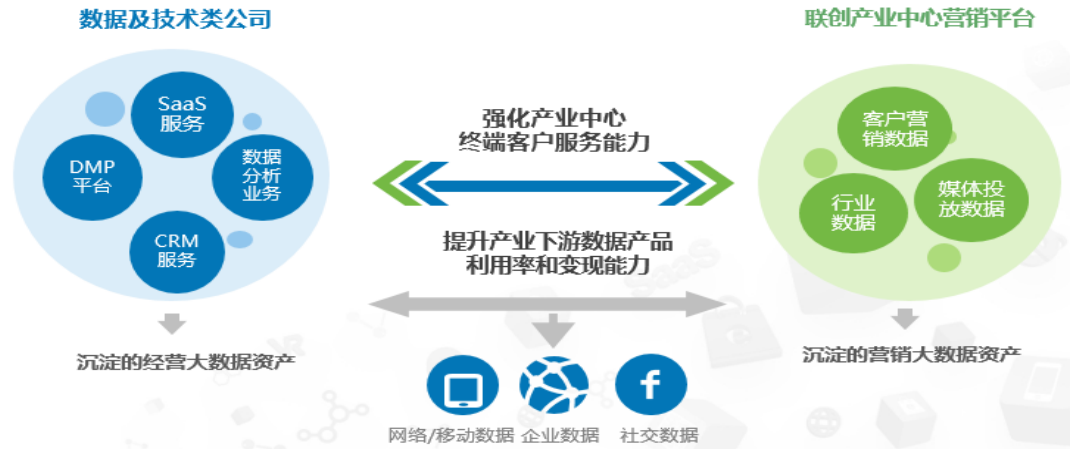 数据及技术类公司
联创产业中心营销平台
SaaS
服务
DMP
平台
数据
分析
业务
CRM
服务
强化产业中心
终端客户服务能力
提升产业下游数据产品
利用率和变现能力
客户营
销数据
行业
数据
媒体投
放数据
沉淀的经营大数据资产
沉淀的营销大数据资产
f
网络/移动数据 企业数据 社交数据
SaaS
VR